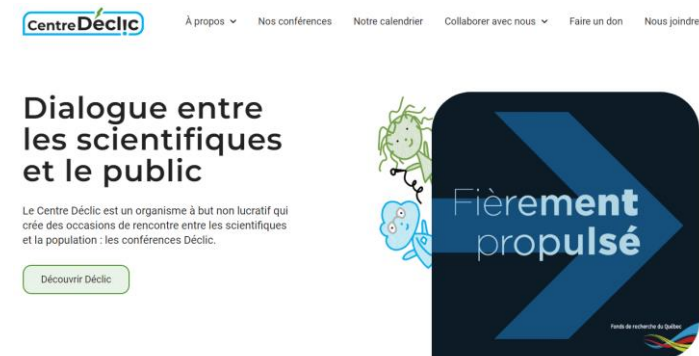 Centre Déclic
À propos
Nos conférences
Notre calendrier
Collaborer avec nous
Faire un don
Nous joindre
Dialogue entre
les scientifiques
et le public
Le Centre Déclic est un organisme à but non lucratif qui
crée des occasions de rencontre entre les scientifiques
et la population : les conférences Déclic.
Découvrir Déclic
Fièrement
propulsé
Fonds de recherche du Québec